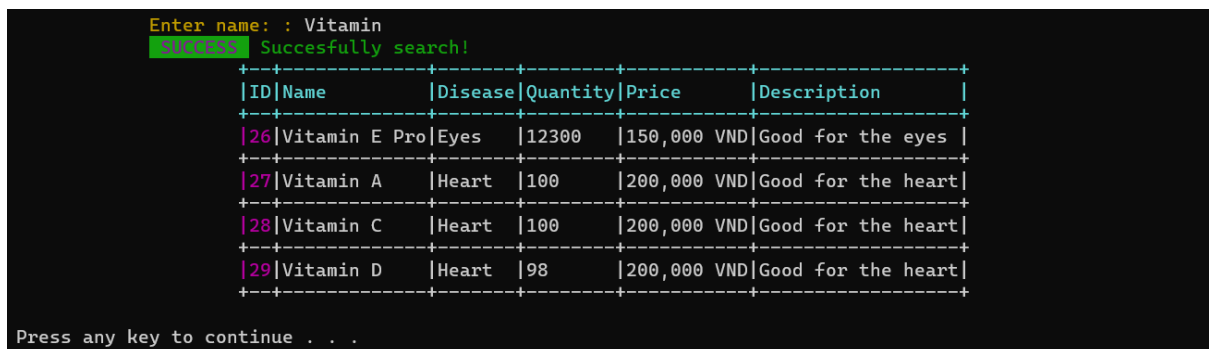 Enter name: : Vitamin
SUCCESS Succesfully search!
+--+-------------+-------+--------+-----------+------------------+
|ID|Name         |Disease|Quantity|Price      |Description       |
+--+-------------+-------+--------+-----------+------------------+
|26|Vitamin E Pro|Eyes   |12300   |150,000 VND|Good for the eyes |
+--+-------------+-------+--------+-----------+------------------+
|27|Vitamin A    |Heart  |100     |200,000 VND|Good for the heart|
+--+-------------+-------+--------+-----------+------------------+
|28|Vitamin C    |Heart  |100     |200,000 VND|Good for the heart|
+--+-------------+-------+--------+-----------+------------------+
|29|Vitamin D    |Heart  |98      |200,000 VND|Good for the heart|
+--+-------------+-------+--------+-----------+------------------+
Press any key to continue . . .